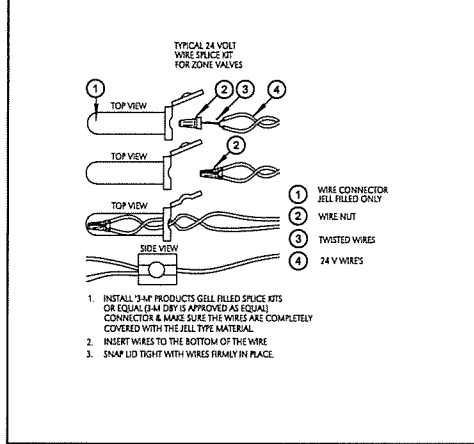 TYPICAL 24 VOLT
WIRE SPLICE KIT
FOR ZONE VALVES
1
2
3
4
TOP VIEW
2
TOP VIEW
TOP VIEW
SIDE VIEW
1 WIRE CONNECTOR
JELL FILLED ONLY
2 WIRE NUT
3 TWISTED WIRES
4 24 V WIRE'S
1. INSTALL '3-M' PRODUCTS GELL FILLED SPLICE KITS
OR EQUAL (3-M DBY IS APPROVED AS EQUAL)
CONNECTOR & MAKE SURE THE WIRES ARE COMPLETELY
COVERED WITH THE JELL TYPE MATERIAL
2. INSERT WIRES TO THE BOTTOM OF THE WIRE
3. SNAP LID TIGHT WITH WIRES FIRMLY IN PLACE.